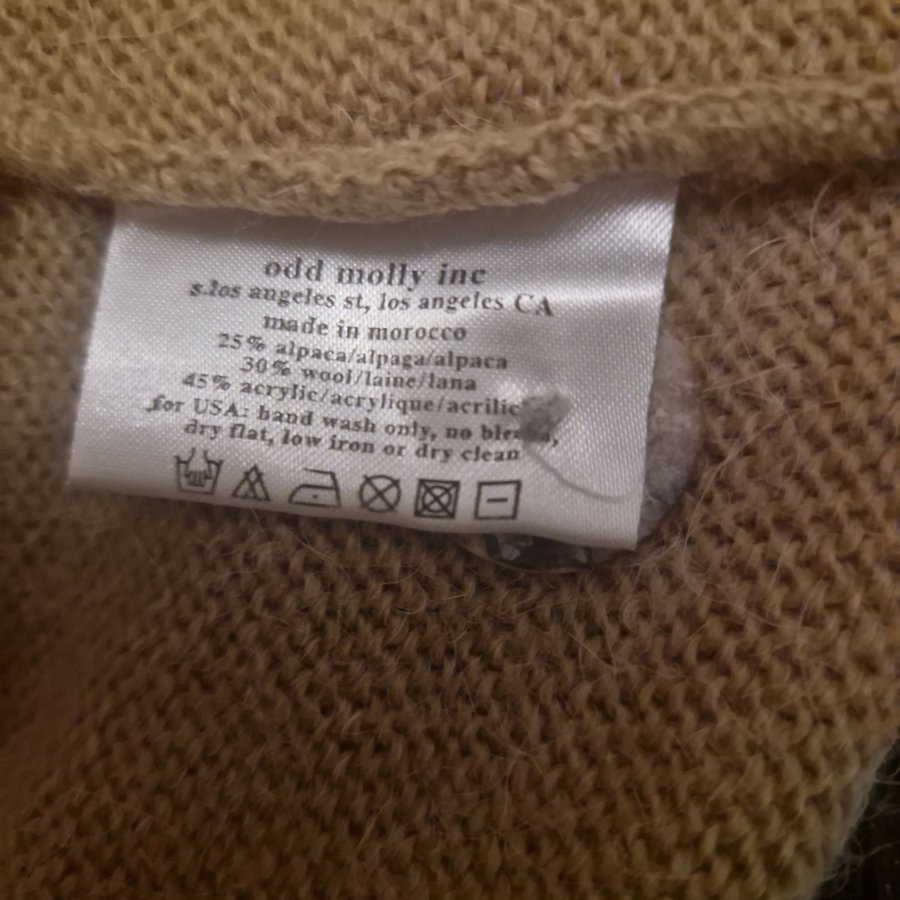 odd molly inc
s.los angeles st, los angeles CA
made in morocco
25% alpaca/alpaga/alpaca
30% wool/laine/lana
45% acrylic/acrylique/acrilic
for USA: hand wash only, no
dry flat, low iron or dry clean